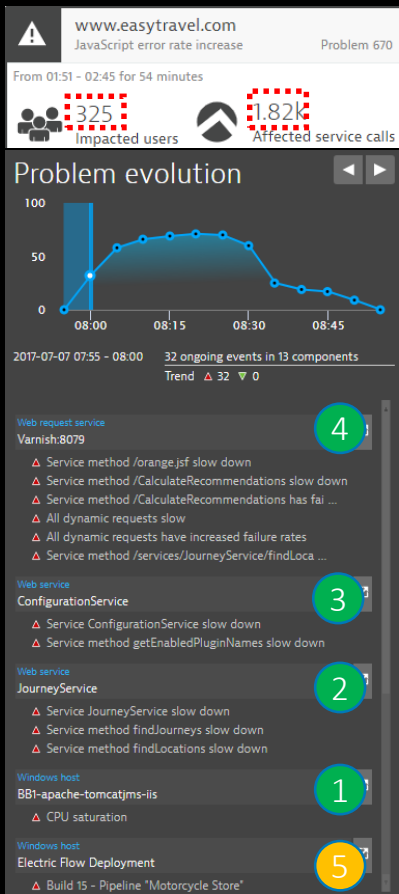 www.easytravel.com
JavaScript error rate increase
Problem 670
From 01:51 - 02:45 for 54 minutes
325
Impacted users
1.82k
Affected service calls
Problem evolution
100
50
0
08:00
08:15
08:30
08:45
2017-07-07 07:55 - 08:00
32 ongoing events in 13 components
Trend ▲ 32 ▼ 0
Web request service
Varnish:8079
4
Service method /orange.jsf slow down
Service method /CalculateRecommendations slow down
Service method /CalculateRecommendations has fai ...
All dynamic requests slow
All dynamic requests have increased failure rates
Service method /services/JourneyService/findLoca ...
Web service
ConfigurationService
3
Service ConfigurationService slow down
Service method getEnabledPluginNames slow down
Web service
JourneyService
2
Service JourneyService slow down
Service method findJourneys slow down
Service method findLocations slow down
Windows host
BB1-apache-tomcatjms-iis
1
CPU saturation
Windows host
Electric Flow Deployment
5
Build 15 - Pipeline "Motorcycle Store"